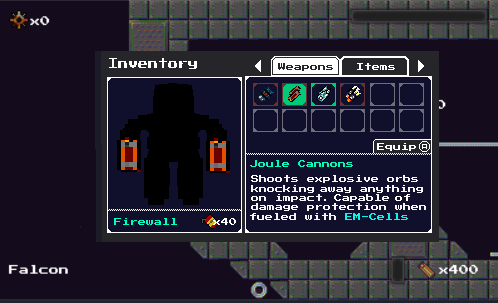 x0
Inventory
Weapons
Items
Equip A
Joule Cannons
Shoots explosive orbs
knocking away anything
on impact. Capable of
damage protection when
fueled with EM-Cells
Firewall
x40
Falcon
x400